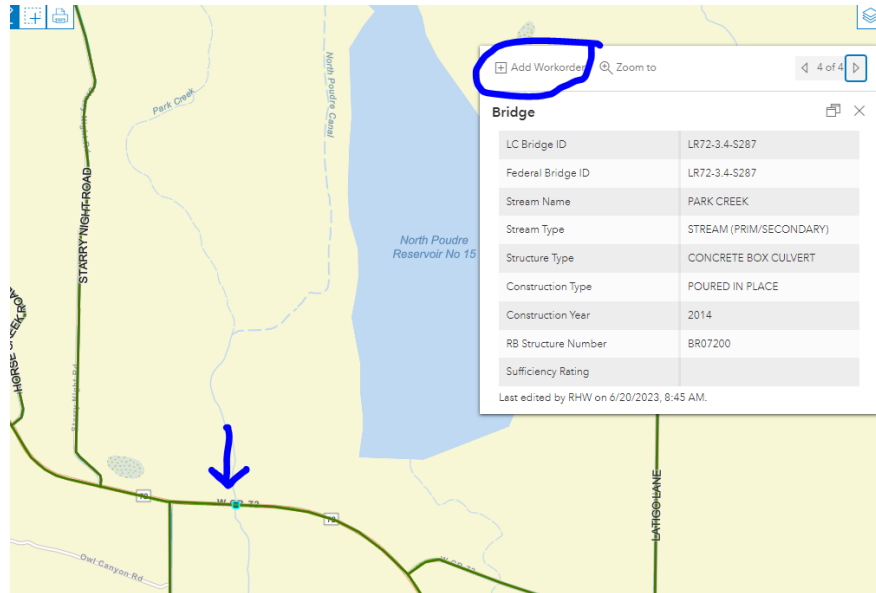 Add Workorder
Zoom to
4 of 4
Bridge
LC Bridge ID LR72-3.4-S287
Federal Bridge ID LR72-3.4-S287
Stream Name PARK CREEK
Stream Type STREAM (PRIM/SECONDARY)
Structure Type CONCRETE BOX CULVERT
Construction Type POURED IN PLACE
Construction Year 2014
RB Structure Number BR07200
Sufficiency Rating
Last edited by RHW on 6/20/2023, 8:45 AM.
Park Creek
North Poudre Canal
North Poudre
Reservoir No 15
STARRY NIGHT ROAD
Starry Night Rd
72
W CR 72
72
W CR 72
Owl Canyon Rd
LATIGO LANE